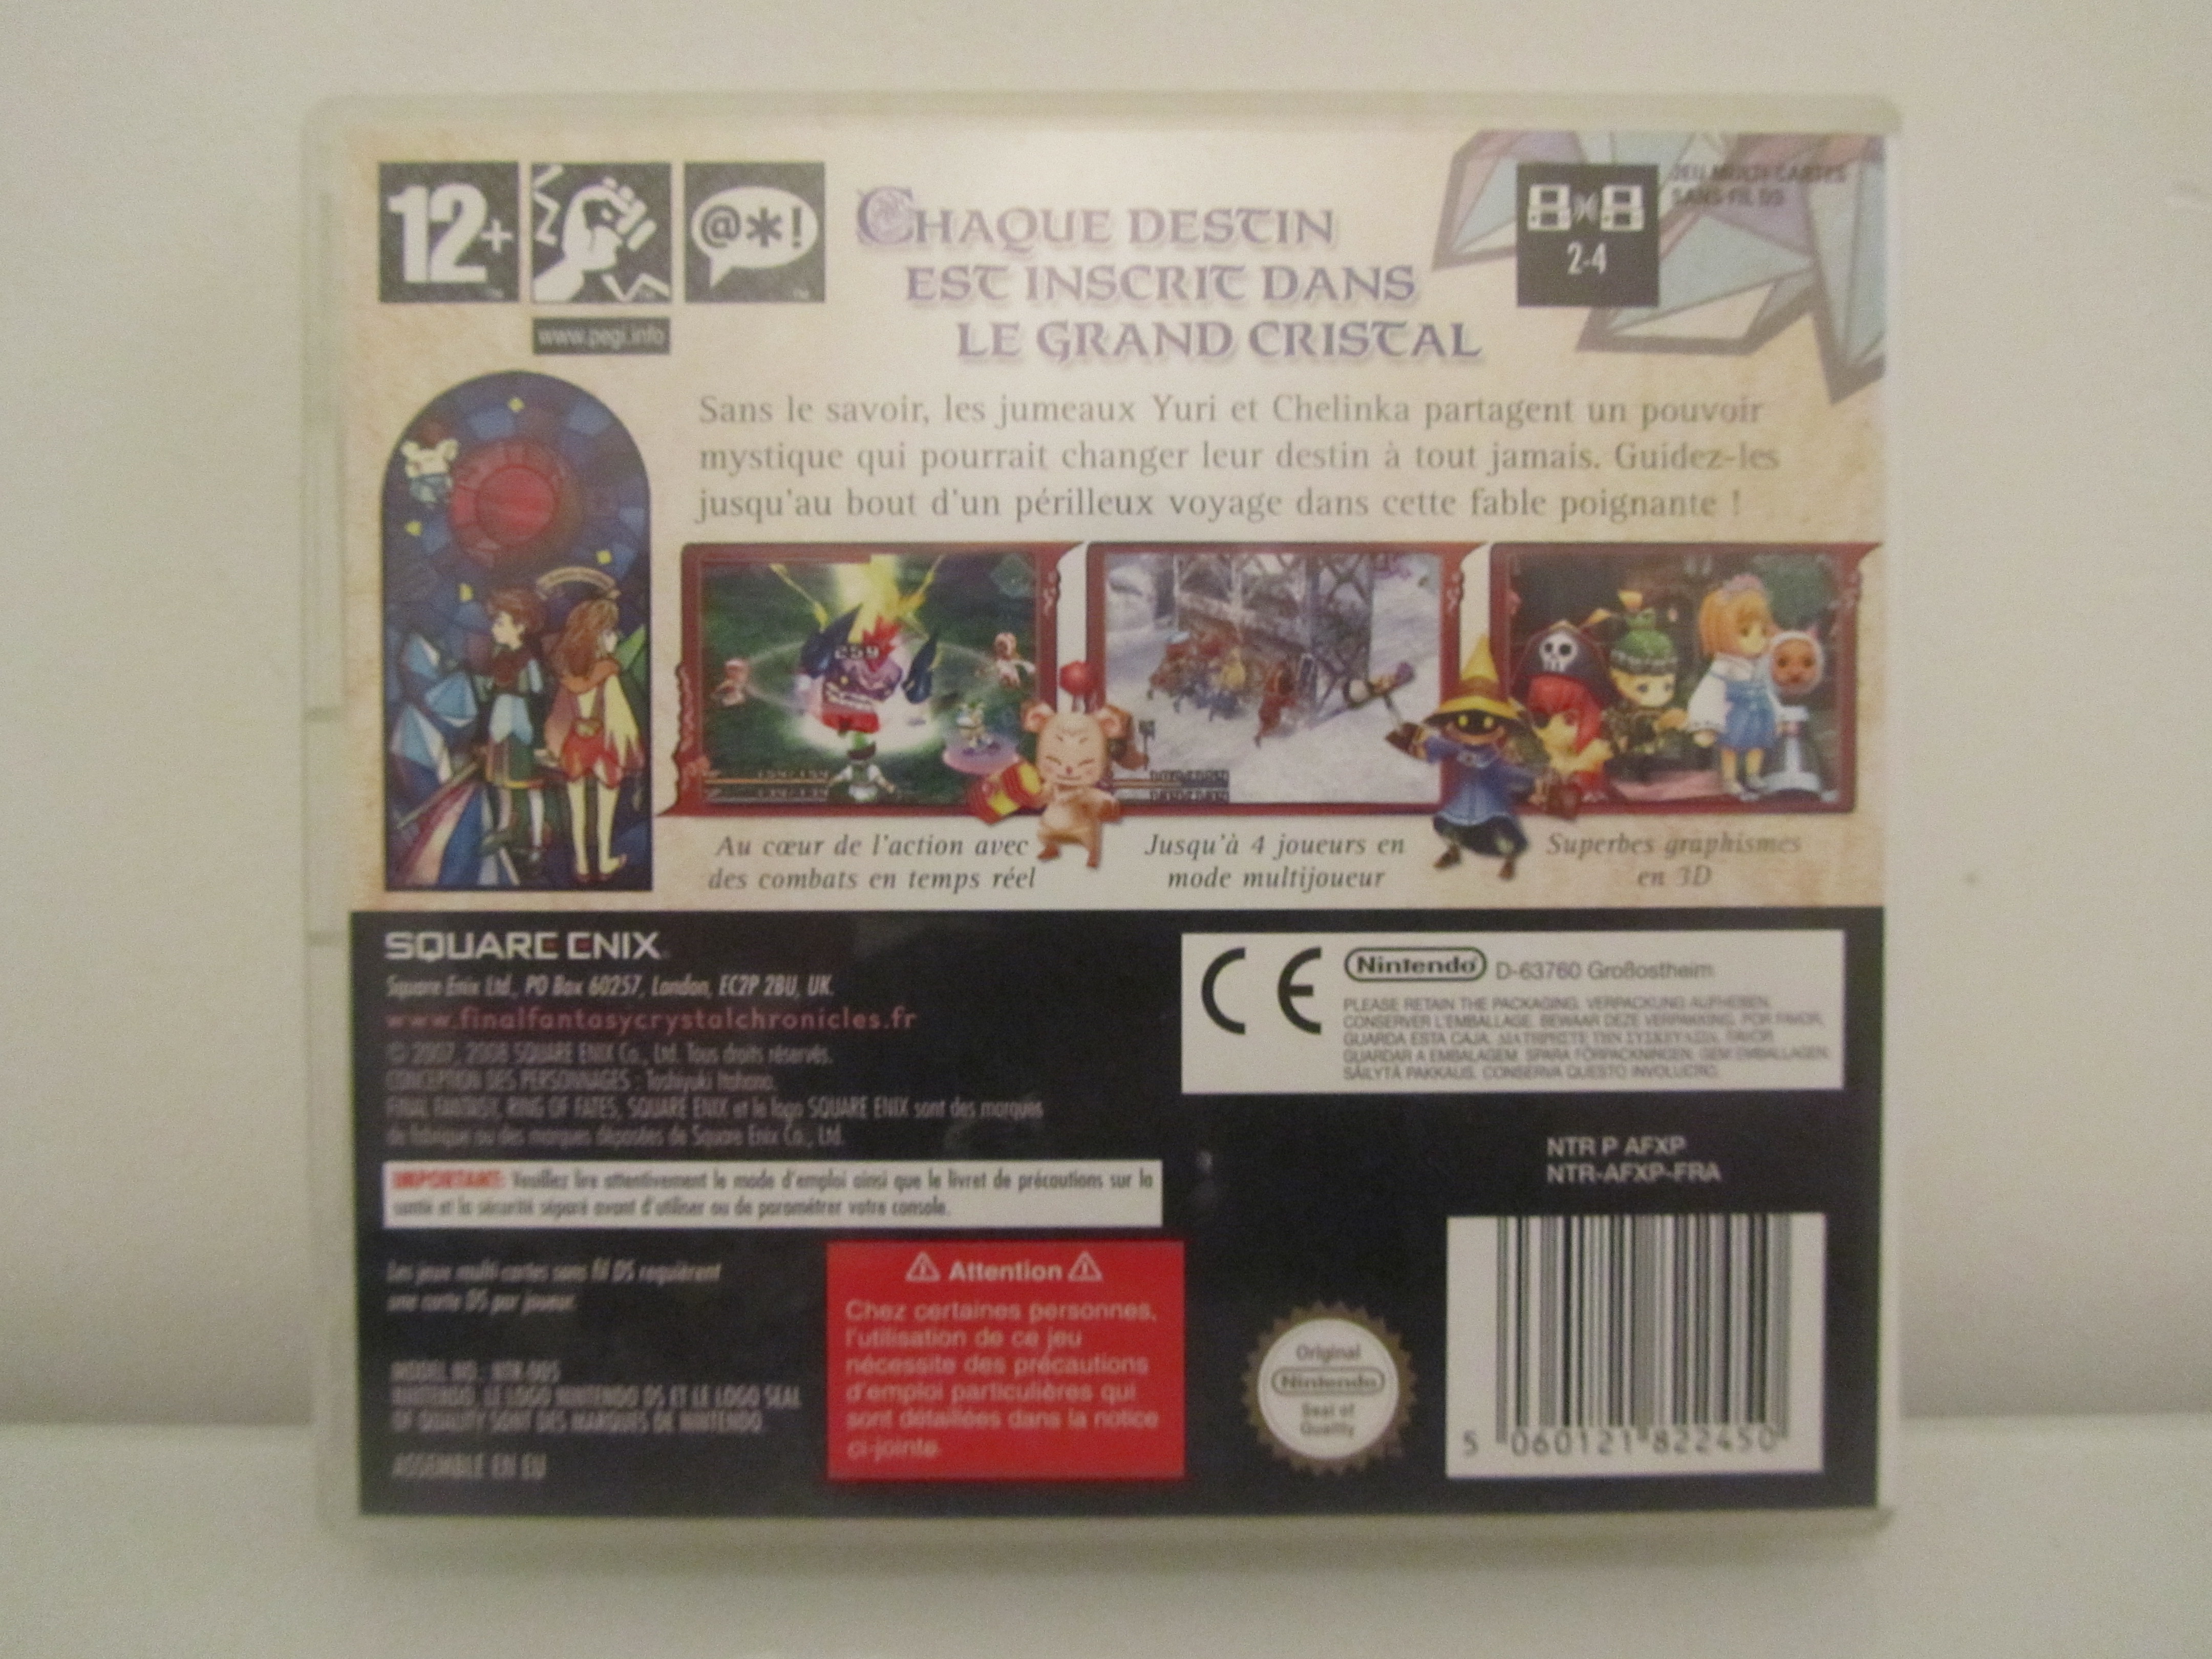 12+
@*!
www.pegi.info
CHAQUE DESTIN
EST INSCRIT DANS
LE GRAND CRISTAL
2-4
JEU MULTI-CARTES
SANS FIL DS
Sans le savoir, les jumeaux Yuri et Chelinka partagent un pouvoir
mystique qui pourrait changer leur destin à tout jamais. Guidez-les
jusqu'au bout d'un périlleux voyage dans cette fable poignante !
259
Au cœur de l'action avec
des combats en temps réel
Jusqu'à 4 joueurs en
mode multijoueur
Superbes graphismes
en 3D
SQUARE ENIX
Square Enix Ltd., PO Box 60257, London, EC2P 2BU, UK.
www.finalfantasycrystalchronicles.fr
© 2007, 2008 SQUARE ENIX Co., Ltd. Tous droits réservés.
CONCEPTION DES PERSONNAGES : Toshiyuki Itahana.
FINAL FANTASY, RING OF FATES, SQUARE ENIX et le logo SQUARE ENIX sont des marques
de fabrique ou des marques déposées de Square Enix Co., Ltd.
IMPORTANT: Veuillez lire attentivement le mode d'emploi ainsi que le livret de précautions sur la
santé et la sécurité séparé avant d'utiliser ou de paramétrer votre console.
Les jeux multi-cartes sans fil DS requièrent
une carte DS par joueur.
MODEL NO.: NTR-005
NINTENDO, LE LOGO NINTENDO DS ET LE LOGO SEAL
OF QUALITY SONT DES MARQUES DE NINTENDO.
ASSEMBLE EN EU
Attention
Chez certaines personnes,
l'utilisation de ce jeu
nécessite des précautions
d'emploi particulières qui
sont détaillées dans la notice
ci-jointe.
CE
Nintendo D-63760 Großostheim
PLEASE RETAIN THE PACKAGING. VERPACKUNG AUFHEBEN.
CONSERVER L'EMBALLAGE. BEWAAR DEZE VERPAKKING. POR FAVOR,
GUARDA ESTA CAJA. ΔΙΑΤΗΡΗΣΤΕ ΤΗΝ ΣΥΣΚΕΥΑΣΙΑ. FAVOR
GUARDAR A EMBALAGEM. SPARA FÖRPACKNINGEN. GEM EMBALLAGEN.
SÄILYTÄ PAKKAUS. CONSERVA QUESTO INVOLUCRO.
NTR P AFXP
NTR-AFXP-FRA
Original
Nintendo
Seal of
Quality
5 060121 822450